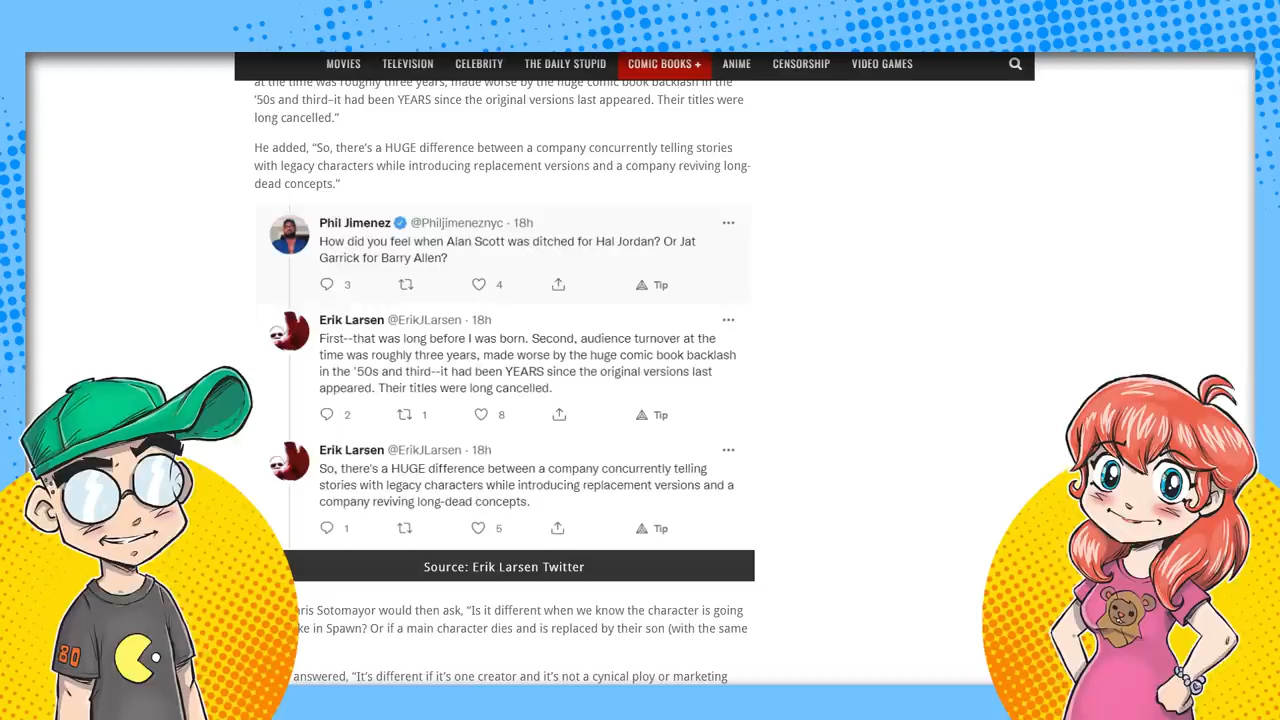 MOVIES TELEVISION CELEBRITY THE DAILY STUPID COMIC BOOKS + ANIME CENSORSHIP VIDEO GAMES
at the time was roughly three years, made worse by the huge comic book backlash in the
'50s and third–it had been YEARS since the original versions last appeared. Their titles were
long cancelled.”
He added, “So, there’s a HUGE difference between a company concurrently telling stories
with legacy characters while introducing replacement versions and a company reviving long-
dead concepts.”
Phil Jimenez @Philjimeneznyc · 18h
How did you feel when Alan Scott was ditched for Hal Jordan? Or Jat
Garrick for Barry Allen?
3 4 Tip
Erik Larsen @ErikJLarsen · 18h
First--that was long before I was born. Second, audience turnover at the
time was roughly three years, made worse by the huge comic book backlash
in the '50s and third--it had been YEARS since the original versions last
appeared. Their titles were long cancelled.
2 1 8 Tip
Erik Larsen @ErikJLarsen · 18h
So, there's a HUGE difference between a company concurrently telling
stories with legacy characters while introducing replacement versions and a
company reviving long-dead concepts.
1 5 Tip
Source: Erik Larsen Twitter
Sotomayor would then ask, “Is it different when we know the character is going
in Spawn? Or if a main character dies and is replaced by their son (with the same
answered, “It’s different if it’s one creator and it’s not a cynical ploy or marketing
80